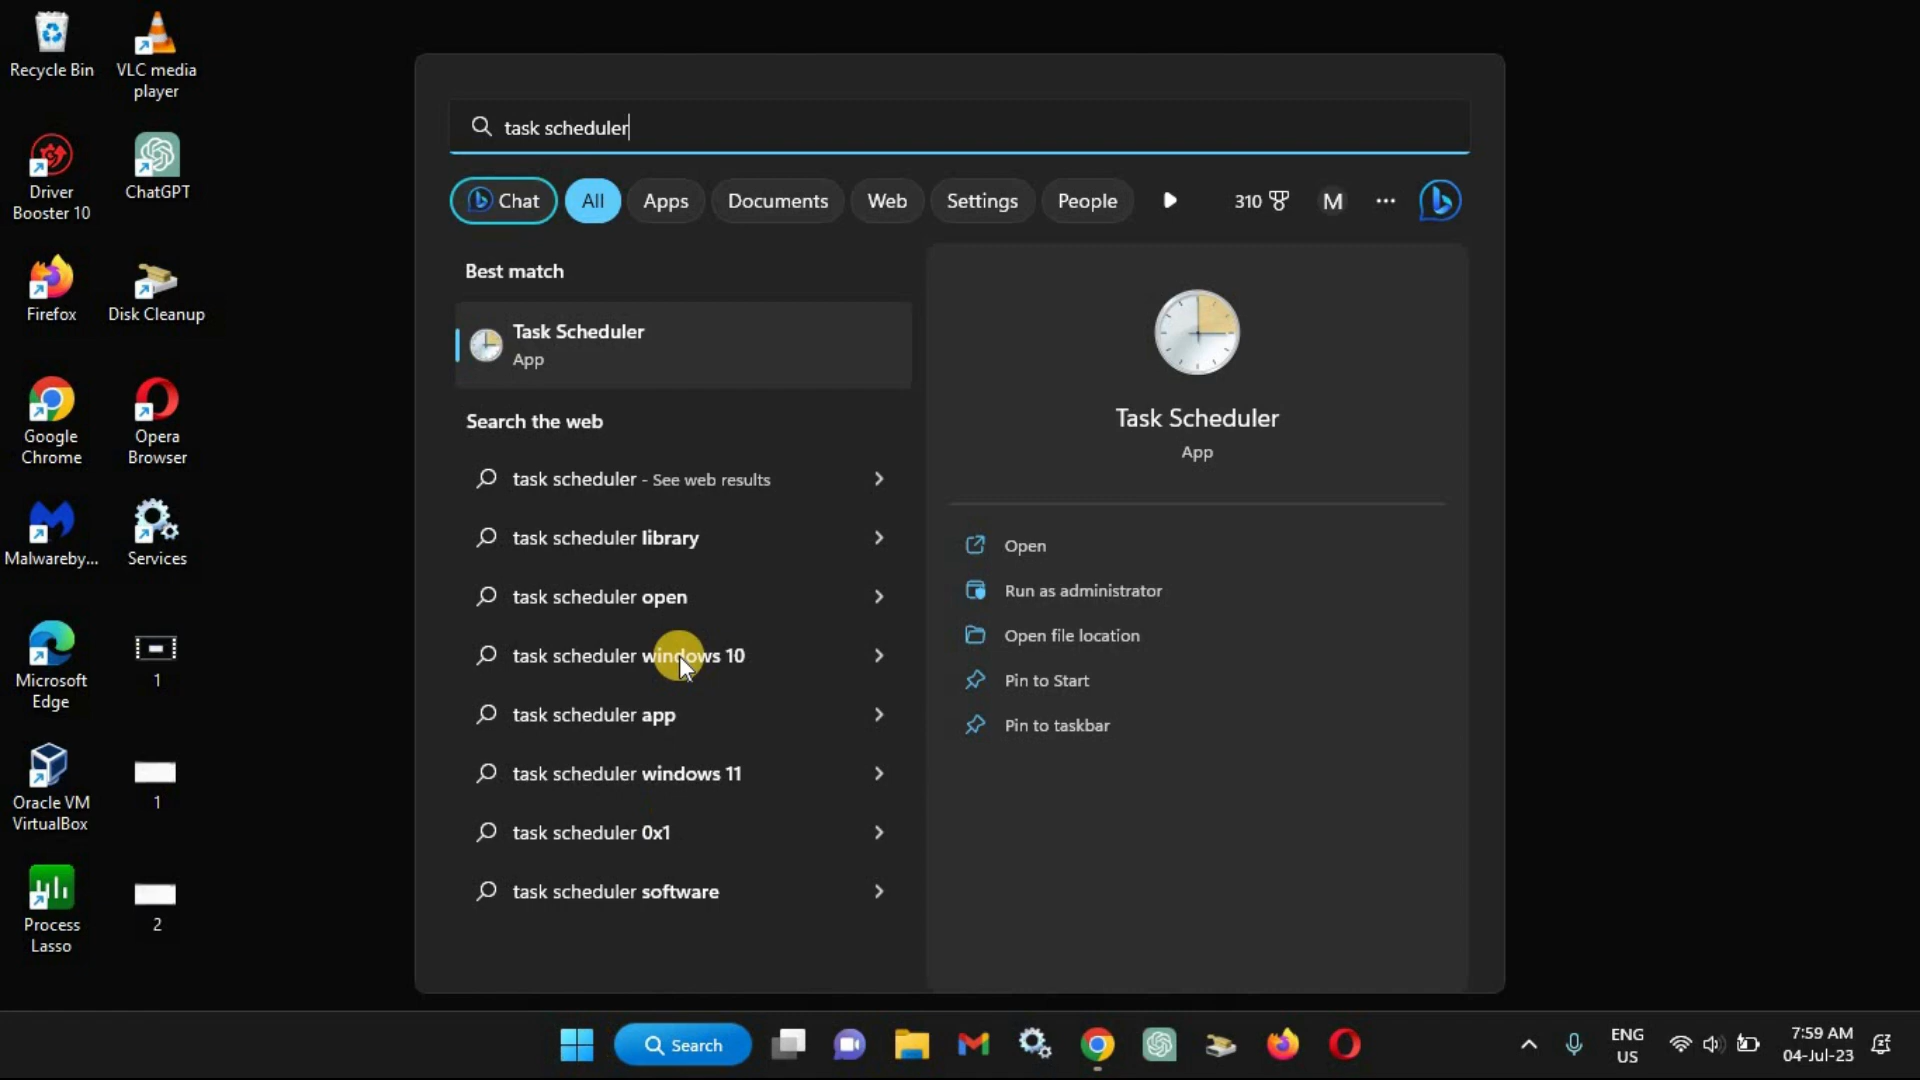 Recycle Bin
VLC media
player
Driver
Booster 10
ChatGPT
Firefox
Disk Cleanup
Google
Chrome
Opera
Browser
Malwareby...
Services
Microsoft
Edge
1
Oracle VM
VirtualBox
1
Process
Lasso
2
task scheduler
Chat
All
Apps
Documents
Web
Settings
People
310
M
Best match
Task Scheduler
App
Search the web
task scheduler - See web results
task scheduler library
task scheduler open
task scheduler windows 10
task scheduler app
task scheduler windows 11
task scheduler 0x1
task scheduler software
Task Scheduler
App
Open
Run as administrator
Open file location
Pin to Start
Pin to taskbar
Search
ENG
US
7:59 AM
04-Jul-23